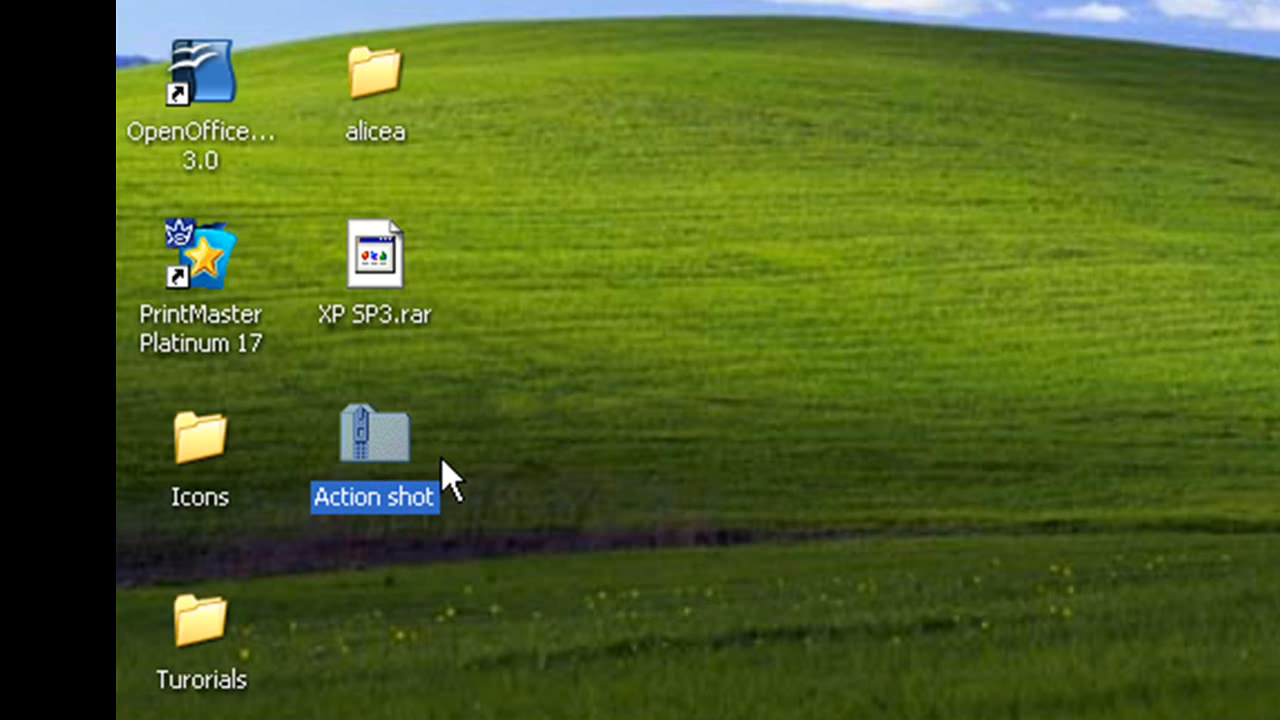 OpenOffice...
3.0
alicea
PrintMaster
Platinum 17
XP SP3.rar
Icons
Action shot
Turorials